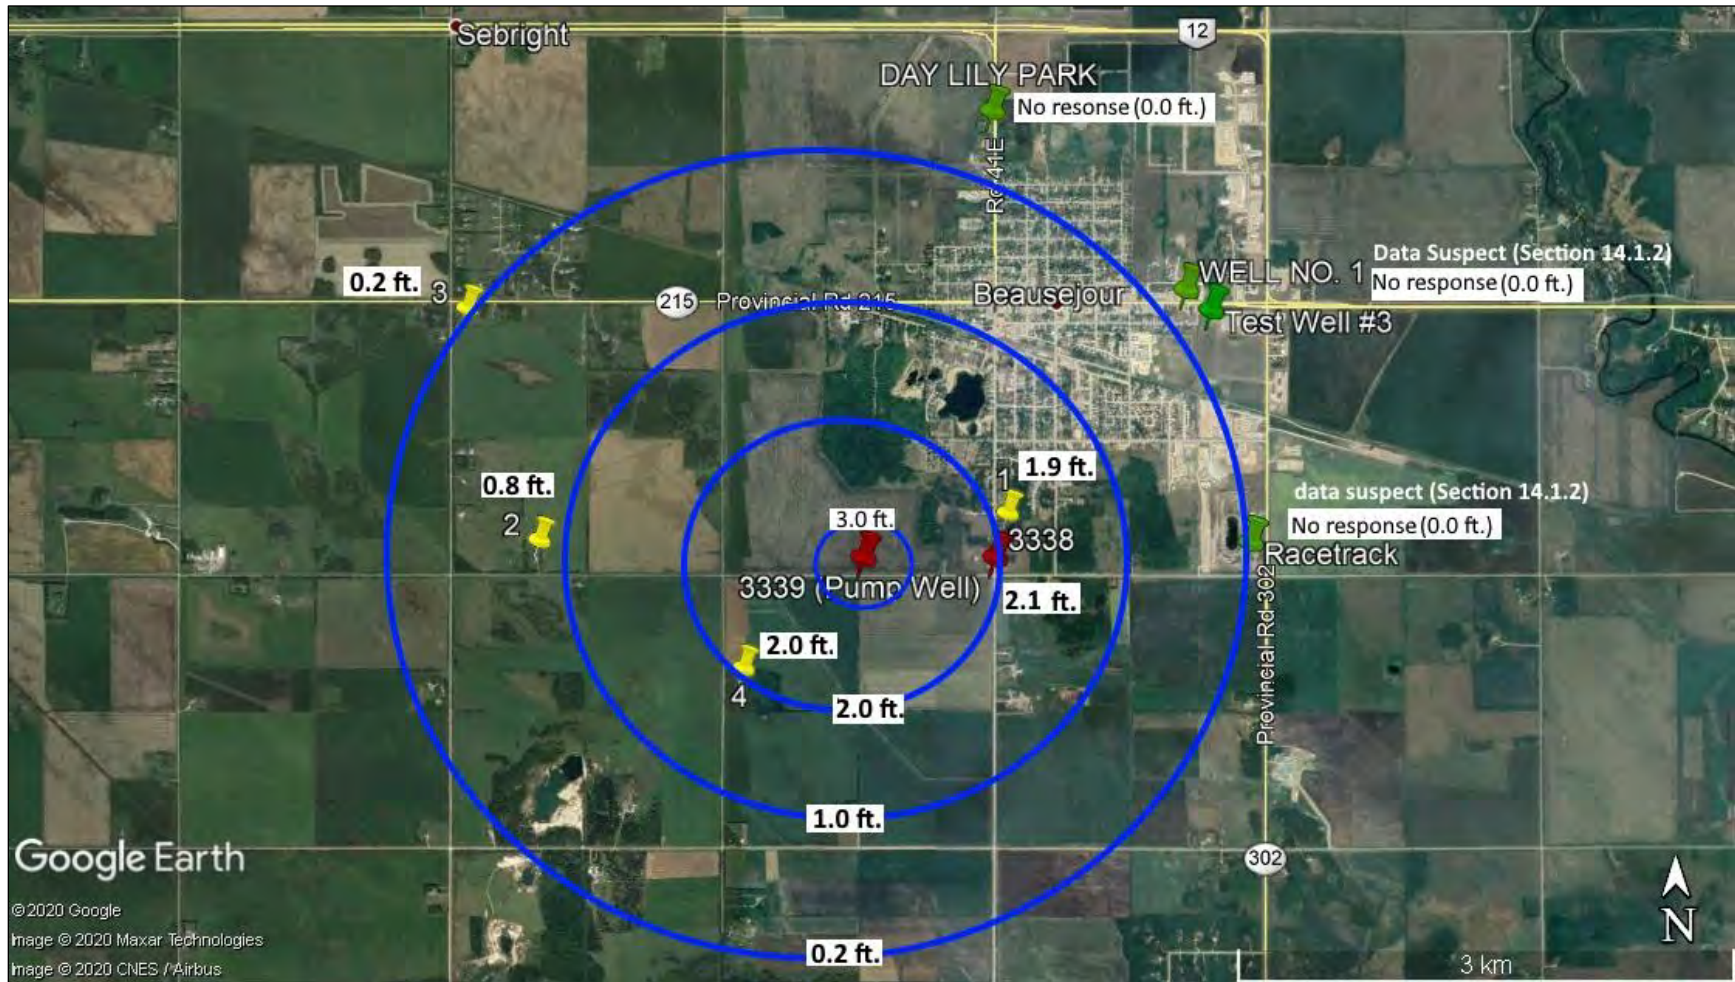 Sebright
12
DAY LILY PARK
No resonse (0.0 ft.)
Rd 41E
Data Suspect (Section 14.1.2)
WELL NO. 1
No response (0.0 ft.)
0.2 ft.
3
215
Provincial Rd 215
Beausejour
Test Well #3
1.9 ft.
1
0.8 ft.
2
data suspect (Section 14.1.2)
3.0 ft.
No response (0.0 ft.)
3338
Racetrack
3339 (Pump Well)
2.1 ft.
2.0 ft.
4
2.0 ft.
Provincial Rd 302
1.0 ft.
302
Google Earth
©2020 Google
Image © 2020 Maxar Technologies
Image © 2020 CNES / Airbus
0.2 ft.
3 km
N